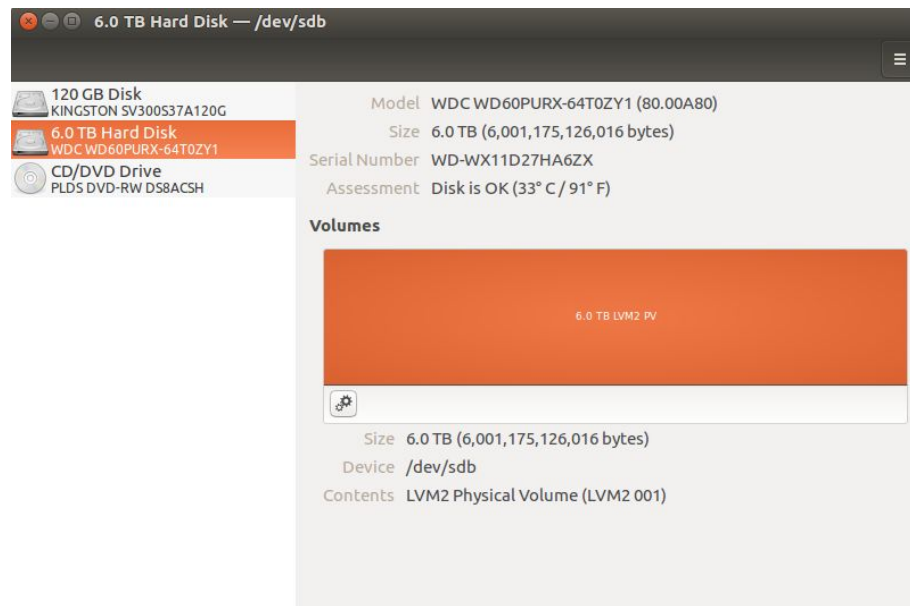 6.0 TB Hard Disk — /dev/sdb
120 GB Disk
KINGSTON SV300S37A120G
6.0 TB Hard Disk
WDC WD60PURX-64T0ZY1
CD/DVD Drive
PLDS DVD-RW DS8ACSH
Model WDC WD60PURX-64T0ZY1 (80.00A80)
Size 6.0 TB (6,001,175,126,016 bytes)
Serial Number WD-WX11D27HA6ZX
Assessment Disk is OK (33° C / 91° F)
Volumes
6.0 TB LVM2 PV
Size 6.0 TB (6,001,175,126,016 bytes)
Device /dev/sdb
Contents LVM2 Physical Volume (LVM2 001)